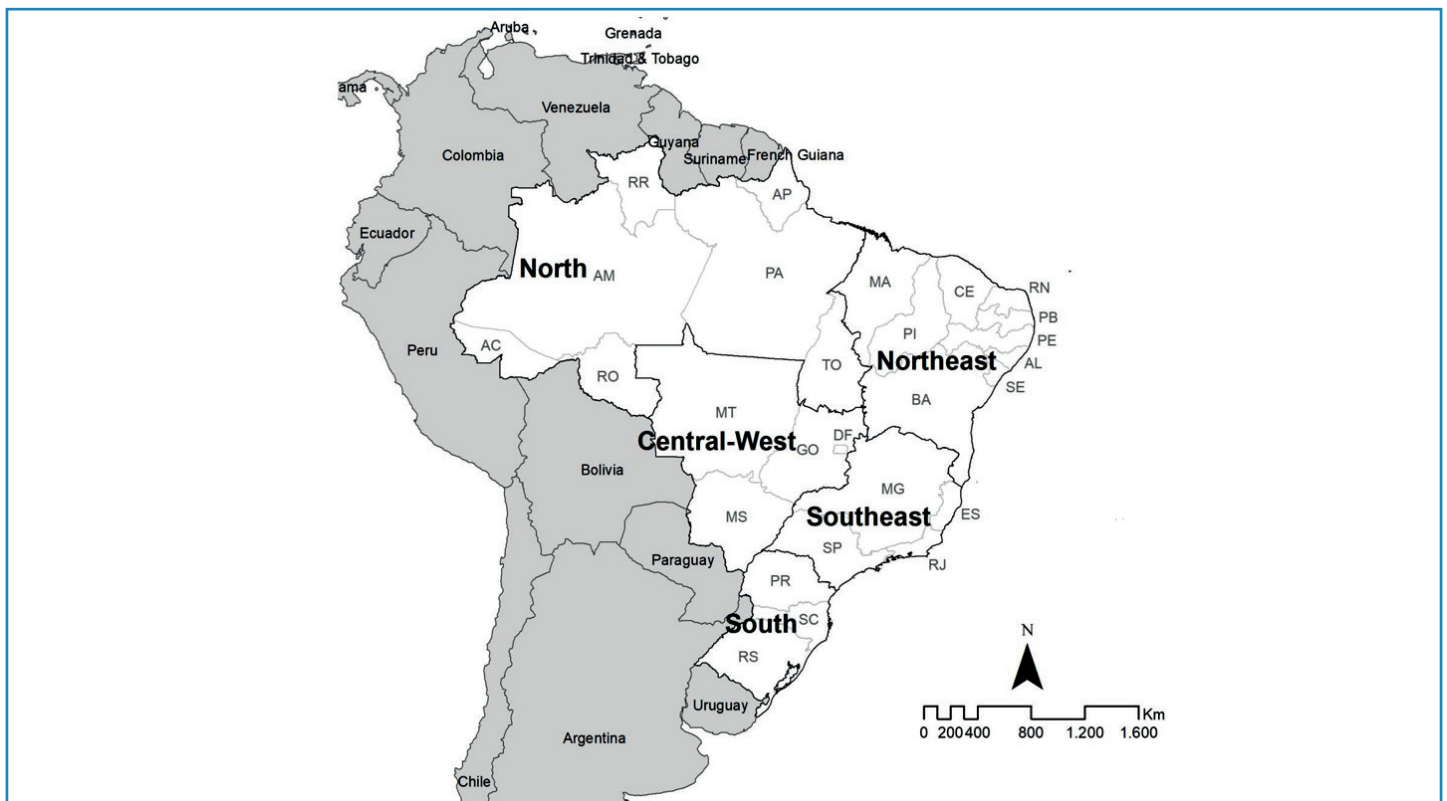 Aruba
Grenada
Trinidad & Tobago
ama
Venezuela
Guyana
Colombia
Suriname
French Guiana
RR
AP
Ecuador
North
AM
PA
MA
CE
RN
PB
PI
PE
Peru
AC
Northeast
AL
RO
TO
SE
BA
MT
DF
Central-West
GO
Bolivia
MG
MS
Southeast
ES
SP
Paraguay
RJ
PR
South
SC
N
RS
Uruguay
Km
0 200 400 800 1.200 1.600
Argentina
Chile